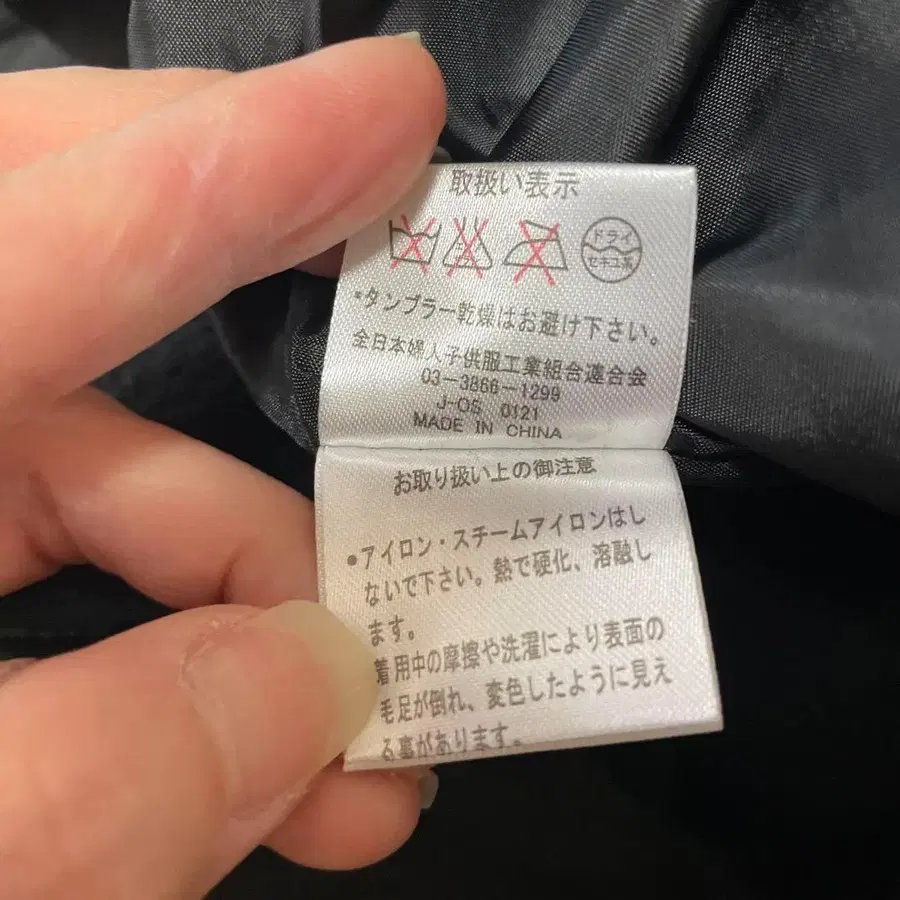 取扱い表示
ドライ
セキユ系
•タンブラー乾燥はお避け下さい。
全日本婦人子供服工業組合連合会
03-3866-1299
J-OS 0121
MADE IN CHINA
お取り扱い上の御注意
●アイロン・スチームアイロンはし
ないで下さい。熱で硬化、溶融し
ます。
着用中の摩擦や洗濯により表面の
毛足が倒れ、変色したように見え
る事があります。